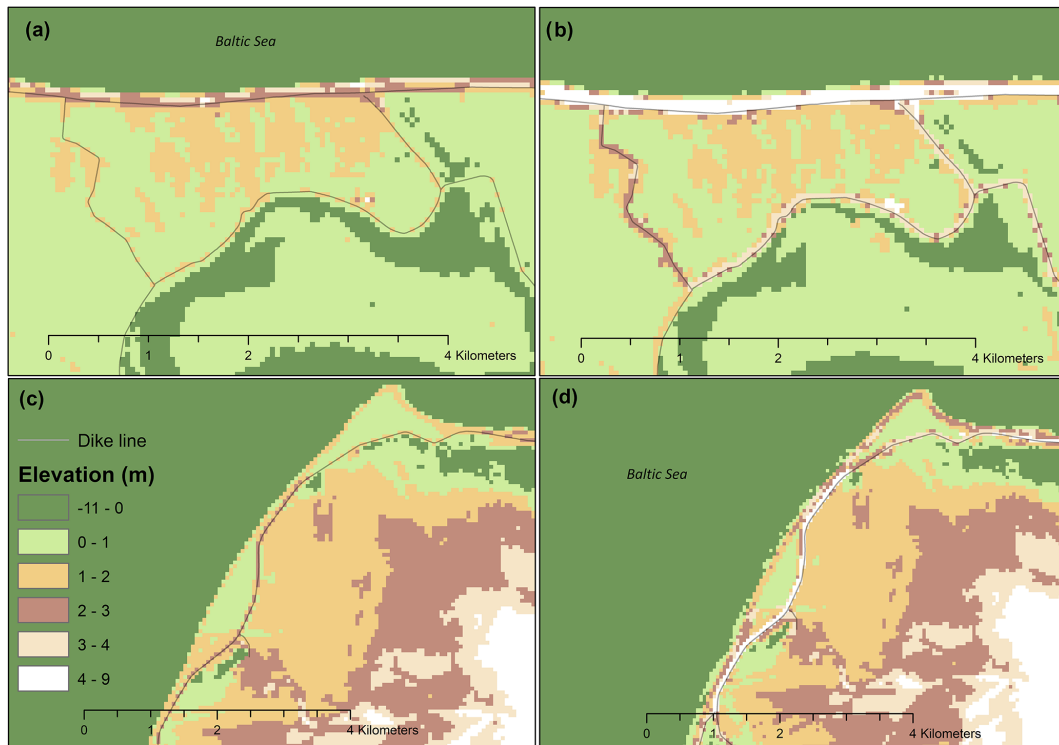 (a)
Baltic Sea
0
1
2
4 Kilometers
(b)
0
1
2
4 Kilometers
(c)
Dike line
Elevation (m)
-11 - 0
0 - 1
1 - 2
2 - 3
3 - 4
4 - 9
0
1
2
4 Kilometers
(d)
Baltic Sea
0
1
2
4 Kilometers